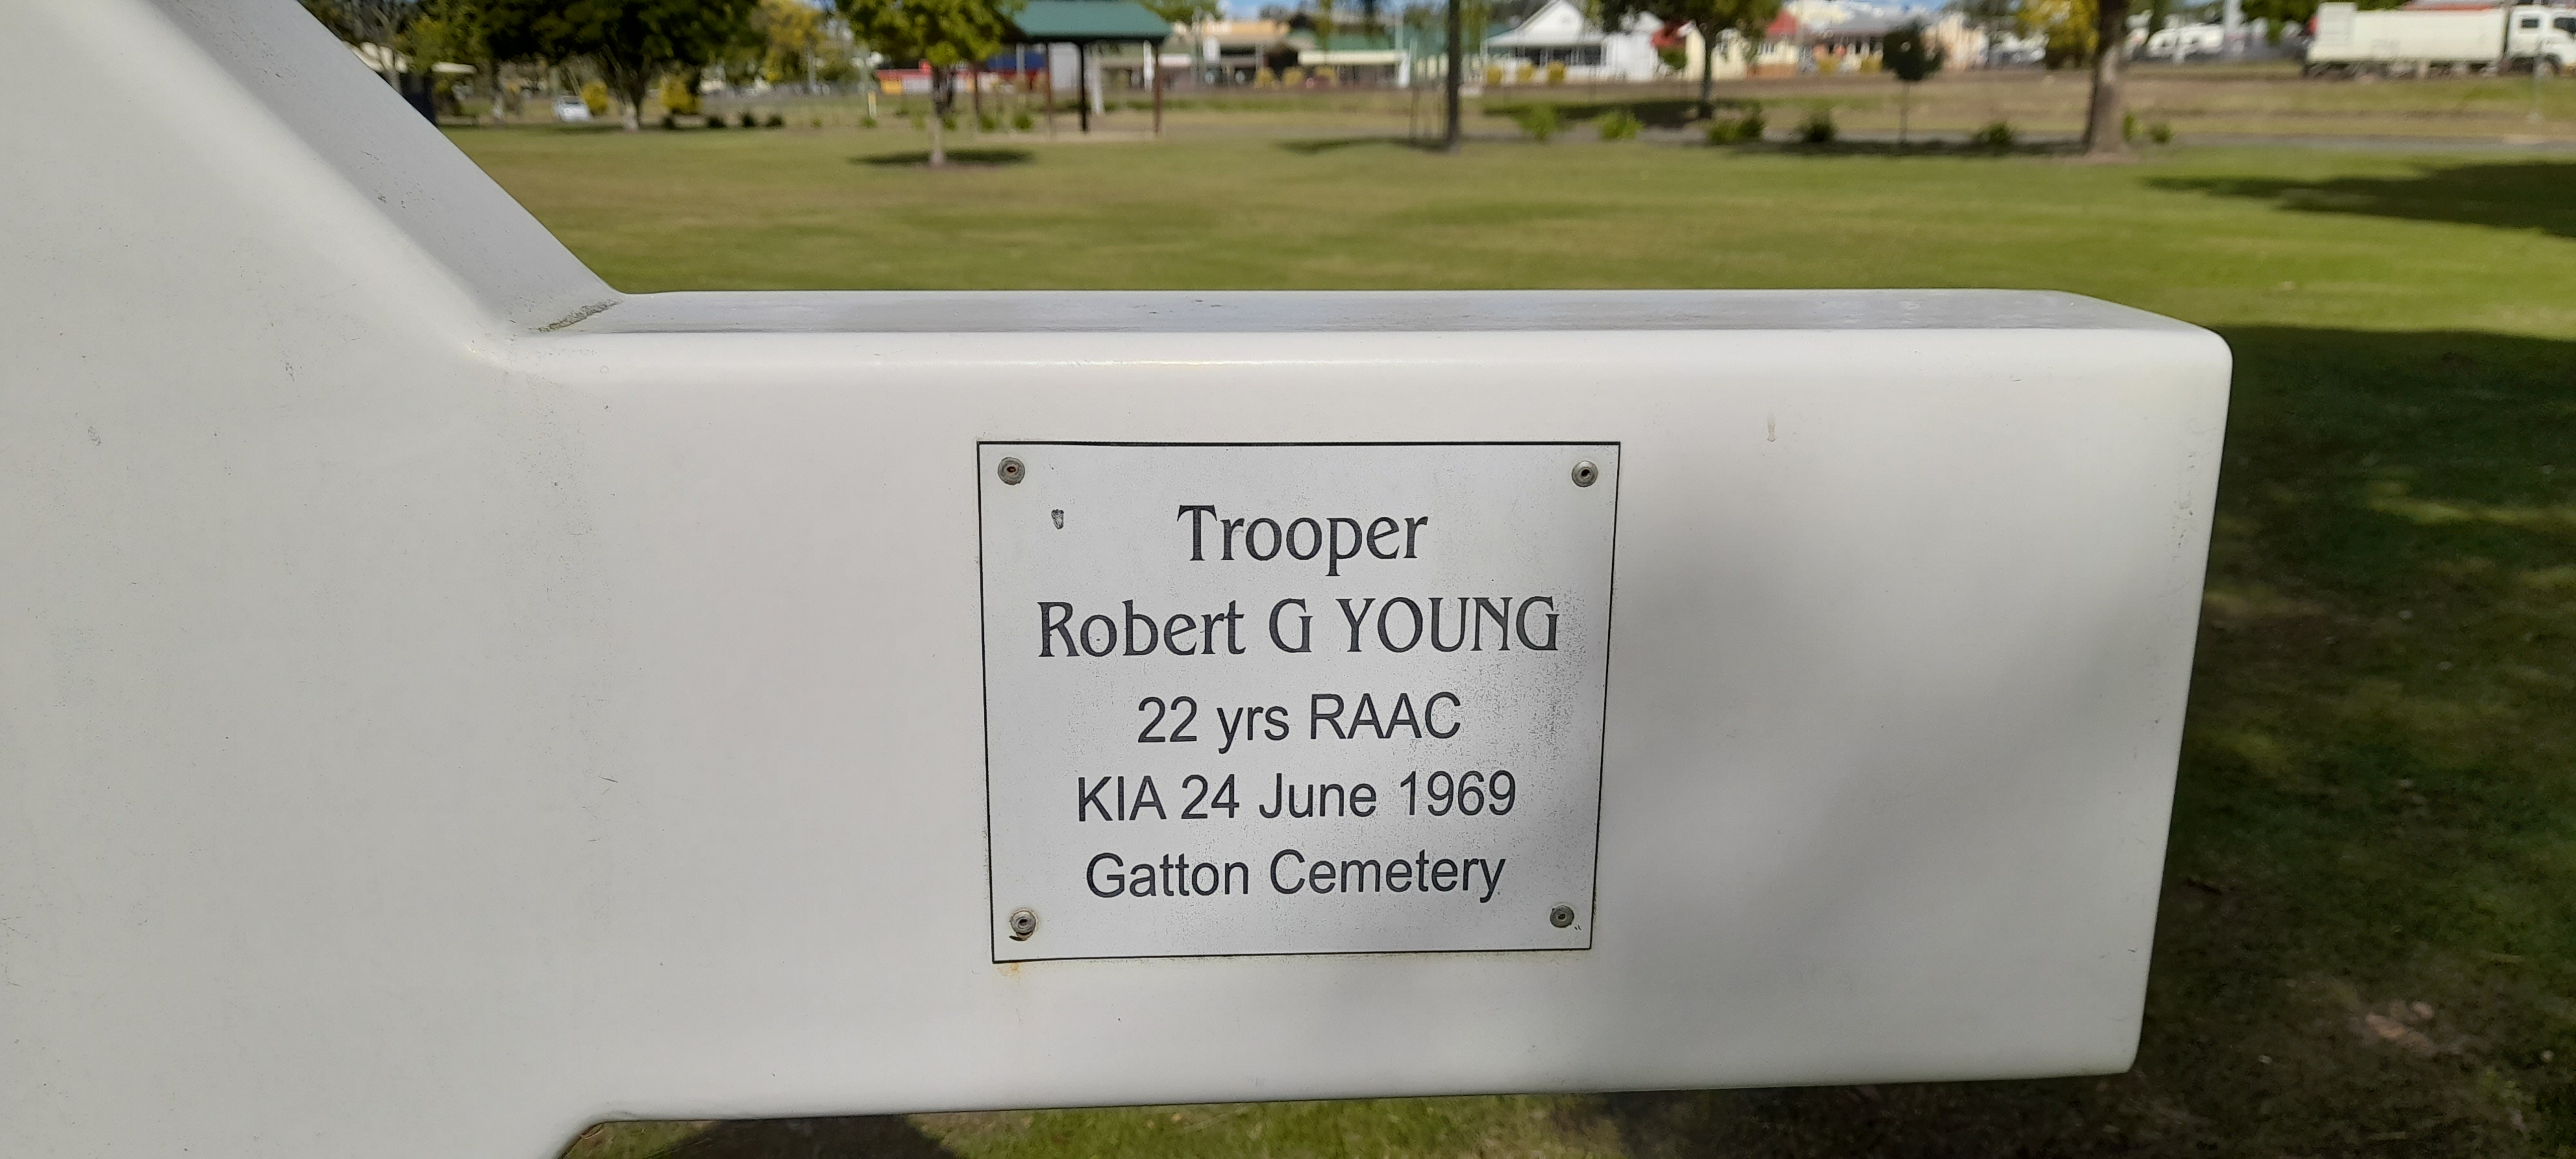 Trooper
Robert G YOUNG
22 yrs RAAC
KIA 24 June 1969
Gatton Cemetery